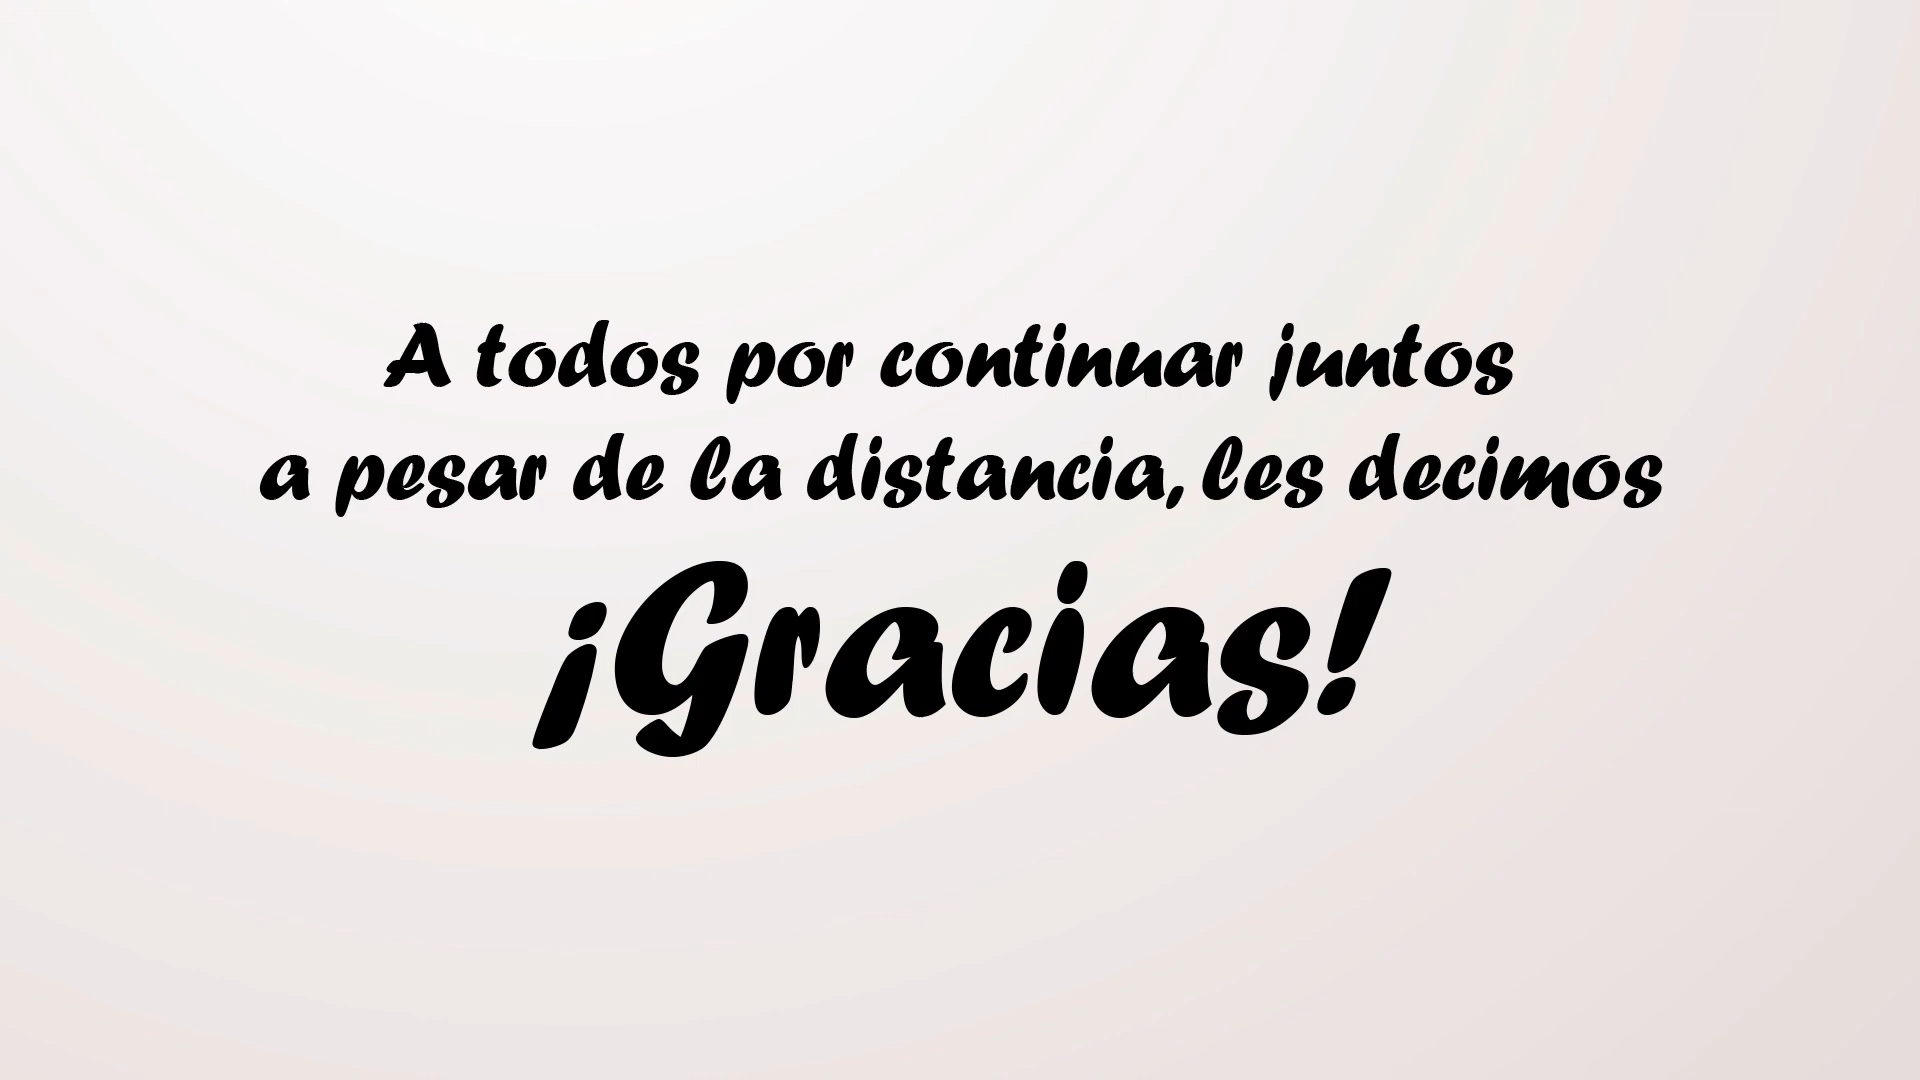 A todos por continuar juntos
a pesar de la distancia, les decimos
¡Gracias!